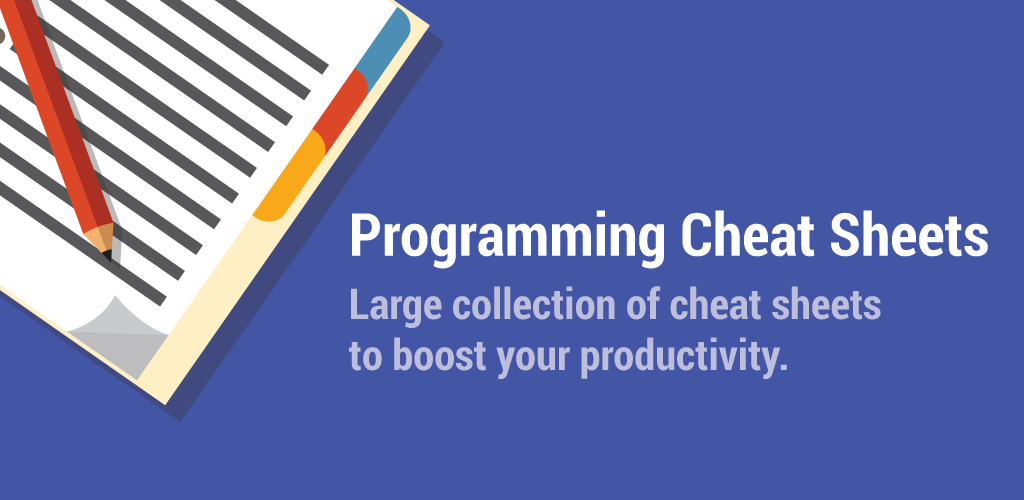 Programming Cheat Sheets
Large collection of cheat sheets
to boost your productivity.